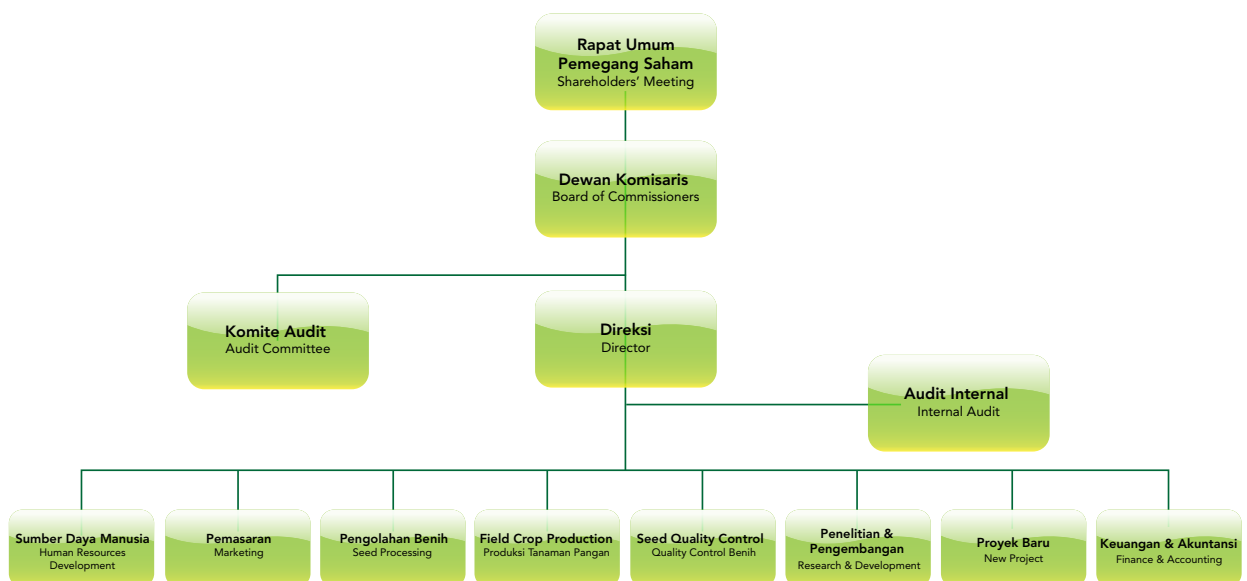 Rapat Umum
Pemegang Saham
Shareholders' Meeting
Dewan Komisaris
Board of Commissioners
Komite Audit
Audit Committee
Direksi
Director
Audit Internal
Internal Audit
Sumber Daya Manusia
Human Resources
Development
Pemasaran
Marketing
Pengolahan Benih
Seed Processing
Field Crop Production
Produksi Tanaman Pangan
Seed Quality Control
Quality Control Benih
Penelitian &
Pengembangan
Research & Development
Proyek Baru
New Project
Keuangan & Akuntansi
Finance & Accounting